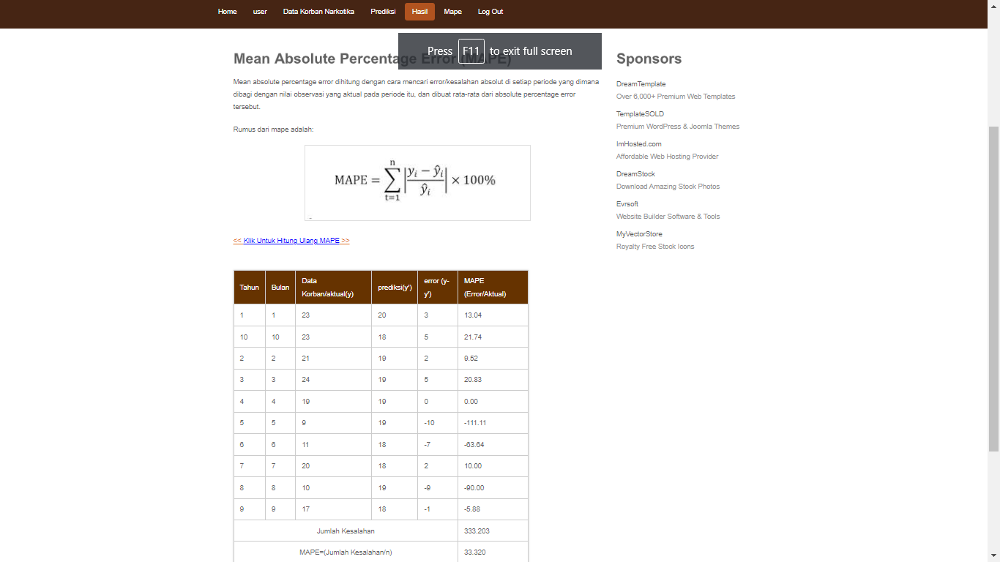 Home user Data Korban Narkotika Prediksi Hasil Mape Log Out
Press F11 to exit full screen
Mean Absolute Percentage Error (MAPE)
Mean absolute percentage error dihitung dengan cara mencari error/kesalahan absolut di setiap periode yang dimana
dibagi dengan nilai observasi yang aktual pada periode itu, dan dibuat rata-rata dari absolute percentage error
tersebut.
Rumus dari mape adalah:
n
MAPE = ∑ |yᵢ − ŷᵢ / ŷᵢ| × 100%
t=1
<< Klik Untuk Hitung Ulang MAPE >>
Tahun Bulan Data Korban/aktual(y) prediksi(y') error (y-y') MAPE (Error/Aktual)
1 1 23 20 3 13.04
10 10 23 18 5 21.74
2 2 21 19 2 9.52
3 3 24 19 5 20.83
4 4 19 19 0 0.00
5 5 9 19 -10 -111.11
6 6 11 18 -7 -63.64
7 7 20 18 2 10.00
8 8 10 19 -9 -90.00
9 9 17 18 -1 -5.88
Jumlah Kesalahan 333.203
MAPE=(Jumlah Kesalahan/n) 33.320
Sponsors
DreamTemplate
Over 6,000+ Premium Web Templates
TemplateSOLD
Premium WordPress & Joomla Themes
ImHosted.com
Affordable Web Hosting Provider
DreamStock
Download Amazing Stock Photos
Evrsoft
Website Builder Software & Tools
MyVectorStore
Royalty Free Stock Icons